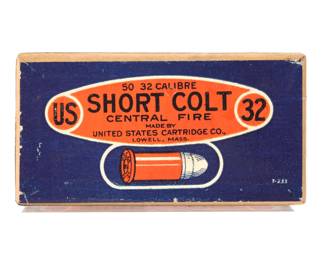 50 32 CALIBRE
US SHORT COLT 32
CENTRAL FIRE
MADE BY
UNITED STATES CARTRIDGE CO.,
LOWELL, MASS.